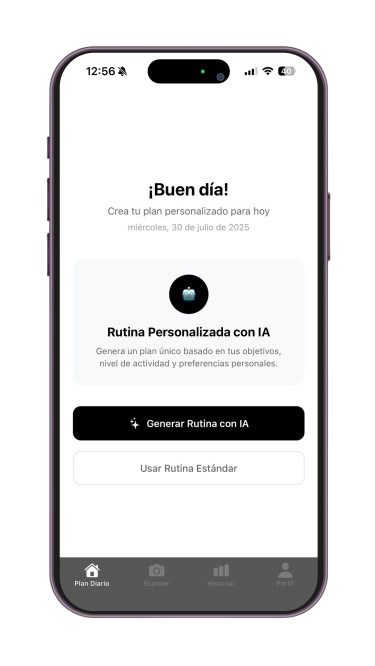 12:56
40
¡Buen día!
Crea tu plan personalizado para hoy
miércoles, 30 de julio de 2025
Rutina Personalizada con IA
Genera un plan único basado en tus objetivos,
nivel de actividad y preferencias personales.
Generar Rutina con IA
Usar Rutina Estándar
Plan Diario
Scanner
Historial
Perfil